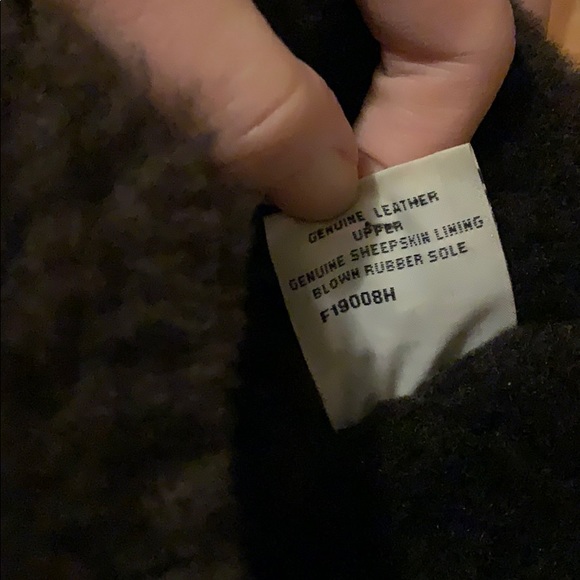 GENUINE LEATHER
UPPER
GENUINE SHEEPSKIN LINING
BLOWN RUBBER SOLE
F19008H